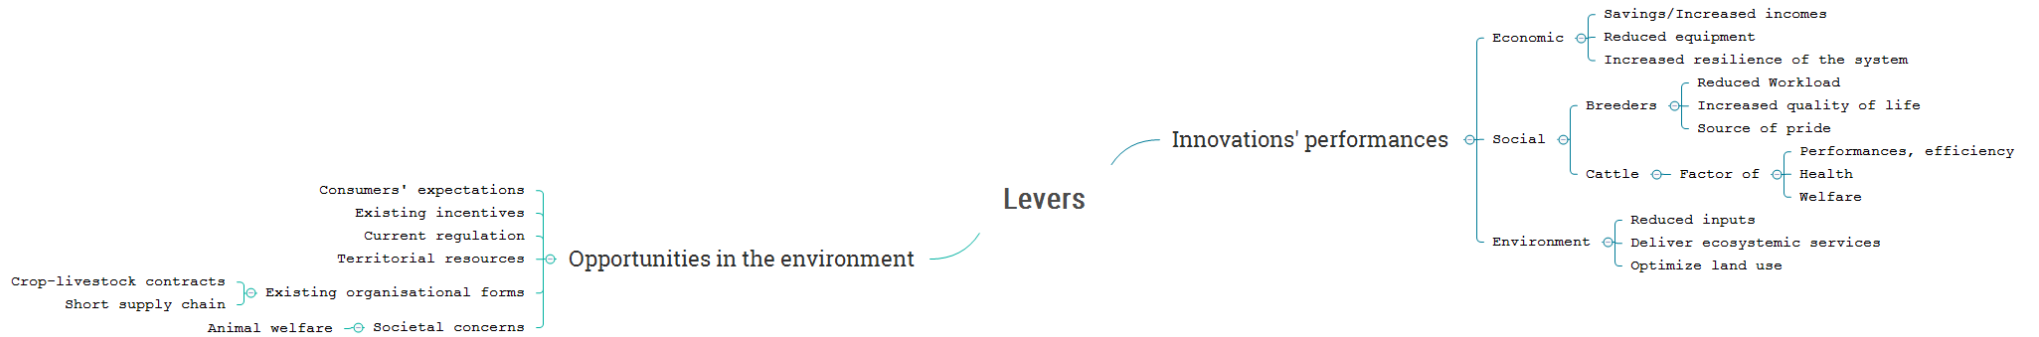 Levers
Innovations' performances
Economic
Savings/Increased incomes
Reduced equipment
Increased resilience of the system
Social
Breeders
Reduced Workload
Increased quality of life
Source of pride
Cattle
Factor of
Performances, efficiency
Health
Welfare
Environment
Reduced inputs
Deliver ecosystemic services
Optimize land use
Opportunities in the environment
Consumers' expectations
Existing incentives
Current regulation
Territorial resources
Existing organisational forms
Crop-livestock contracts
Short supply chain
Societal concerns
Animal welfare